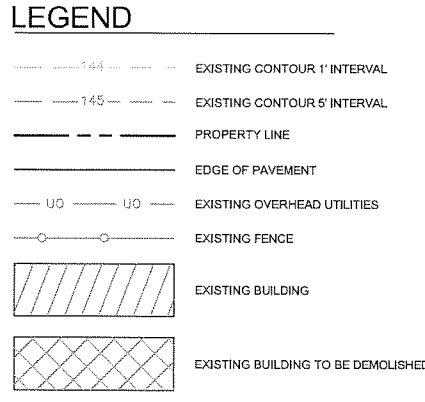 LEGEND
144 EXISTING CONTOUR 1' INTERVAL
145 EXISTING CONTOUR 5' INTERVAL
PROPERTY LINE
EDGE OF PAVEMENT
UO UO EXISTING OVERHEAD UTILITIES
EXISTING FENCE
EXISTING BUILDING
EXISTING BUILDING TO BE DEMOLISHED